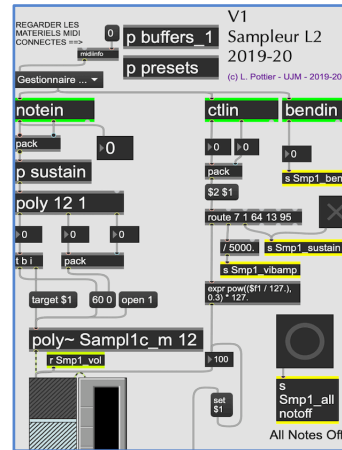 REGARDER LES
MATERIELS MIDI
CONNECTES ==>
0
midiinfo
Gestionnaire ...
p buffers_1
p presets
V1
Sampleur L2
2019-20
(c) L. Pottier - UJM - 2019-20
notein
ctlin
bendin
pack
0
0
0
0
p sustain
pack
s Smp1_ben
$2 $1
poly 12 1
route 7 1 64 13 95
0
0
0
/ 5000.
s Smp1_sustain
t b i
pack
s Smp1_vibamp
target $1
60 0
open 1
expr pow(($f1 / 127.),
0.3) * 127.
poly~ Sampl1c_m 12
r Smp1_vol
100
set
$1
s
Smp1_all
notoff
All Notes Off